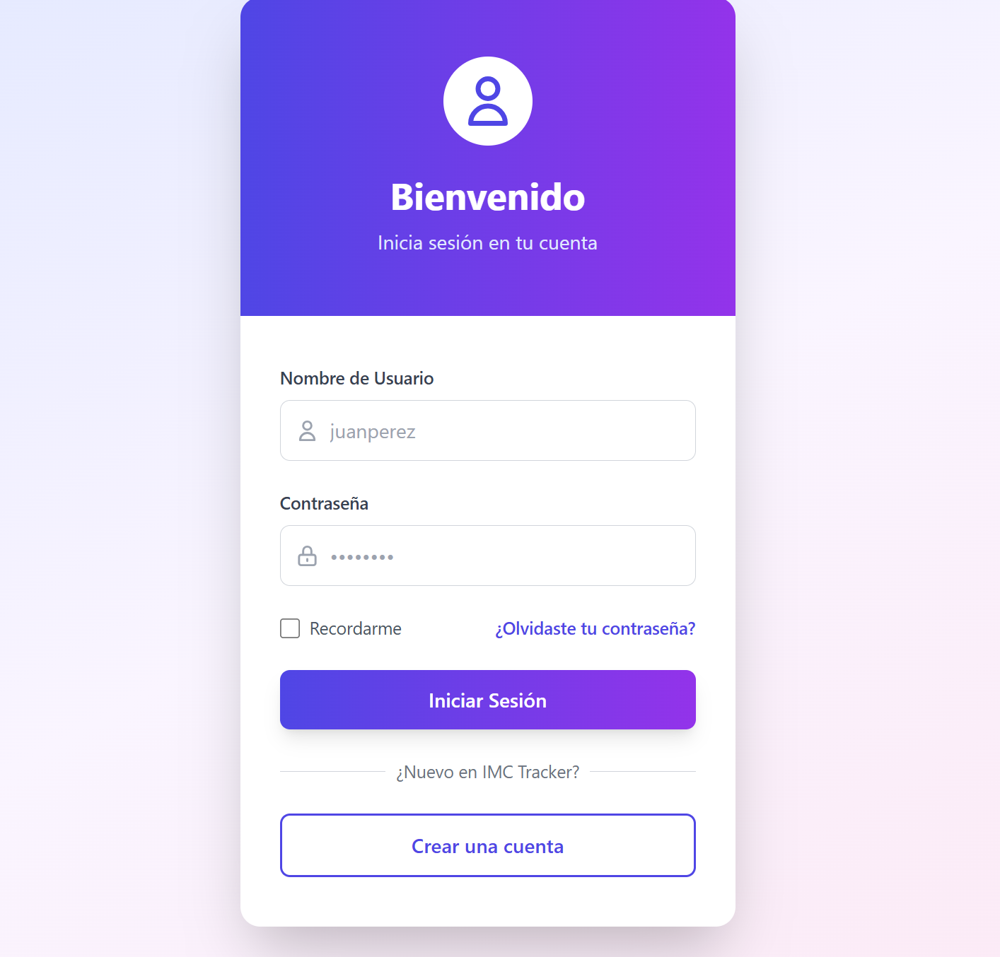 Bienvenido
Inicia sesión en tu cuenta
Nombre de Usuario
juanperez
Contraseña
••••••••
Recordarme
¿Olvidaste tu contraseña?
Iniciar Sesión
¿Nuevo en IMC Tracker?
Crear una cuenta